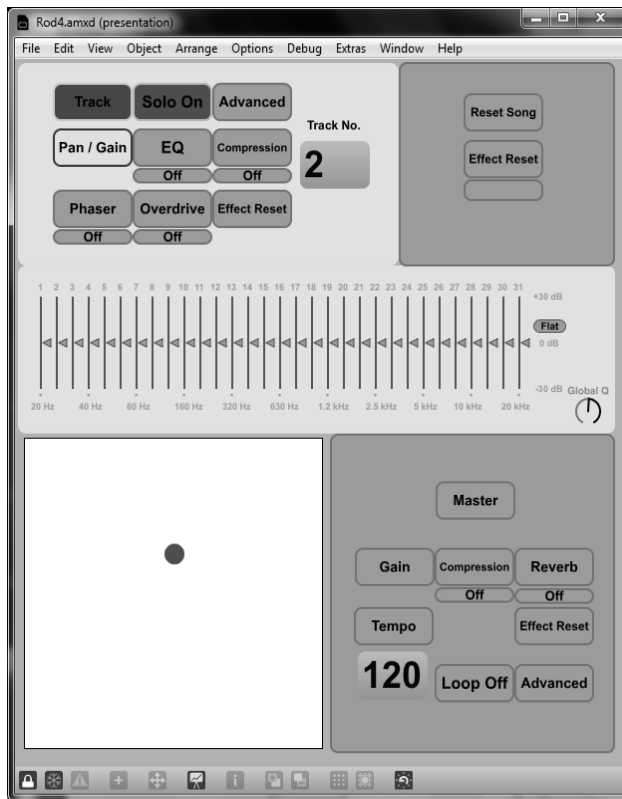 Rod4.amxd (presentation)
File Edit View Object Arrange Options Debug Extras Window Help
Track Solo On Advanced
Track No.
Reset Song
Pan / Gain EQ Compression
2
Effect Reset
Off Off
Phaser Overdrive Effect Reset
Off Off
1 2 3 4 5 6 7 8 9 10 11 12 13 14 15 16 17 18 19 20 21 22 23 24 25 26 27 28 29 30 31
+30 dB
Flat
0 dB
-30 dB Global Q
20 Hz 40 Hz 80 Hz 160 Hz 320 Hz 630 Hz 1.2 kHz 2.5 kHz 5 kHz 10 kHz 20 kHz
Master
Gain Compression Reverb
Off Off
Tempo Effect Reset
120 Loop Off Advanced